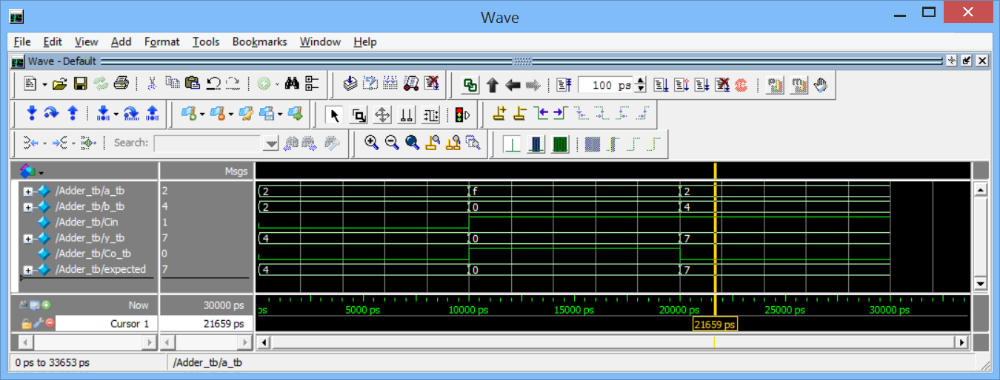 Wave
File Edit View Add Format Tools Bookmarks Window Help
Wave - Default
100 ps
Search:
Msgs
/Adder_tb/a_tb 2 2 f 2
/Adder_tb/b_tb 4 2 0 4
/Adder_tb/Cin 1
/Adder_tb/y_tb 7 4 0 7
/Adder_tb/Co_tb 0
/Adder_tb/expected 7 4 0 7
Now 30000 ps ps 5000 ps 10000 ps 15000 ps 20000 ps 25000 ps 30000 ps
Cursor 1 21659 ps 21659 ps
0 ps to 33653 ps /Adder_tb/a_tb